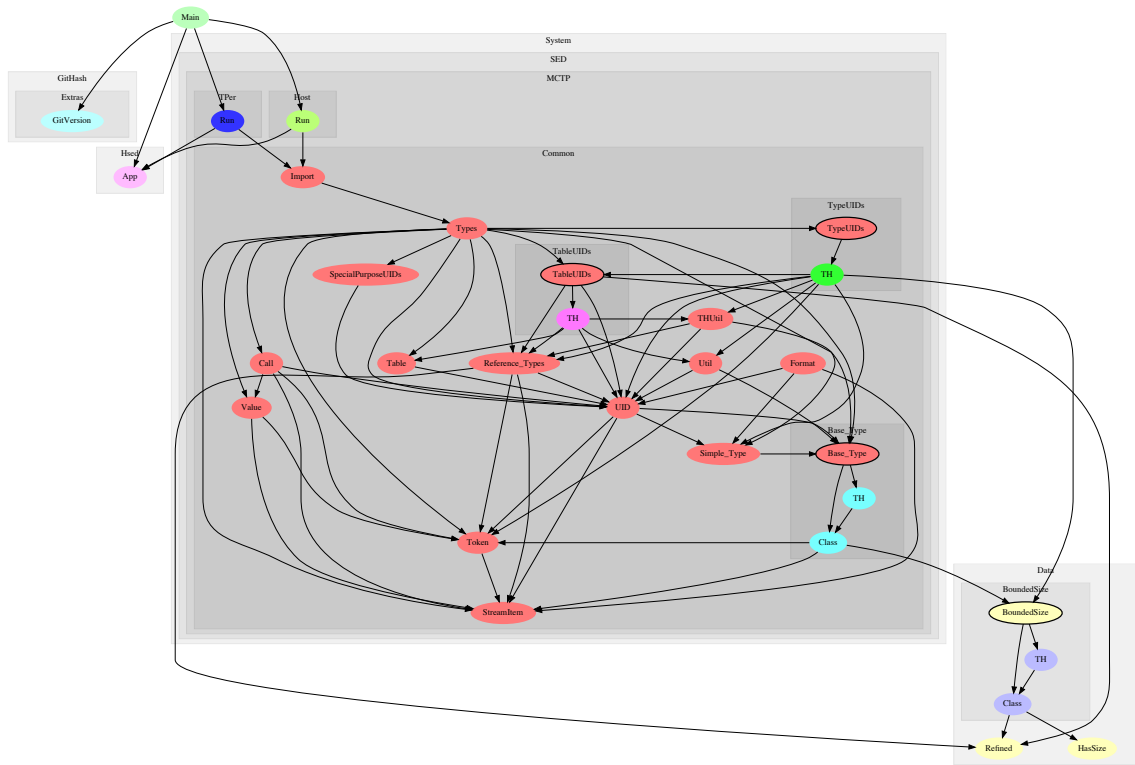 Main
System
SED
GitHash
MCTP
Extras
TPer
Host
GitVersion
Run
Run
Hsed
Common
App
Import
TypeUIDs
Types
TypeUIDs
TableUIDs
SpecialPurposeUIDs
TableUIDs
TH
TH
THUtil
Call
Table
Reference_Types
Util
Format
Value
UID
Base_Type
Simple_Type
Base_Type
TH
Token
Class
Data
BoundedSize
StreamItem
BoundedSize
TH
Class
Refined
HasSize